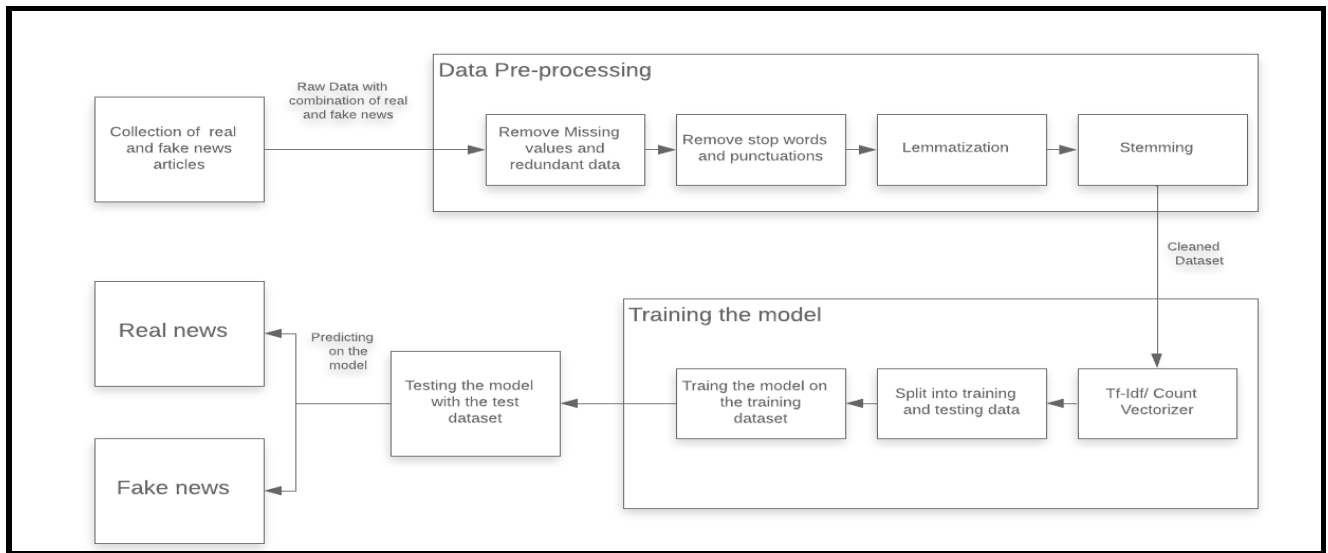 Data Pre-processing
Raw Data with
combination of real
and fake news
Collection of real
and fake news
articles
Remove Missing
values and
redundant data
Remove stop words
and punctuations
Lemmatization
Stemming
Cleaned
Dataset
Training the model
Tf-Idf/ Count
Vectorizer
Split into training
and testing data
Traing the model on
the training
dataset
Testing the model
with the test
dataset
Predicting
on the
model
Real news
Fake news